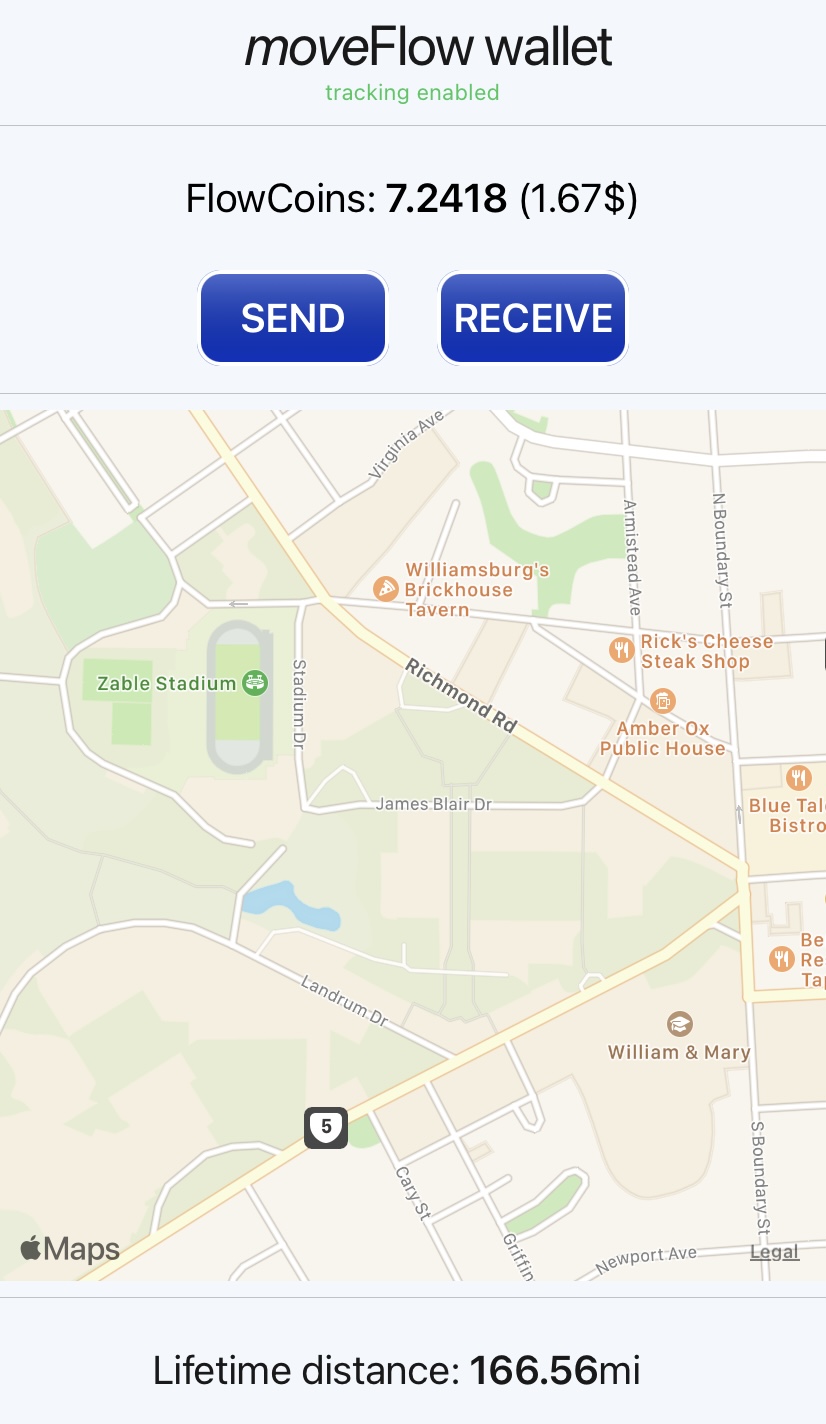 moveFlow wallet
tracking enabled
FlowCoins: 7.2418 (1.67$)
SEND
RECEIVE
Virginia Ave
Armistead Ave
N Boundary St
Williamsburg's
Brickhouse
Tavern
Rick's Cheese
Steak Shop
Zable Stadium
Stadium Dr
Richmond Rd
Amber Ox
Public House
James Blair Dr
Blue Tal
Bistro
Be
Re
Tap
Landrum Dr
William & Mary
5
S Boundary St
Cary St
Griffin
Newport Ave
Maps
Legal
Lifetime distance: 166.56mi